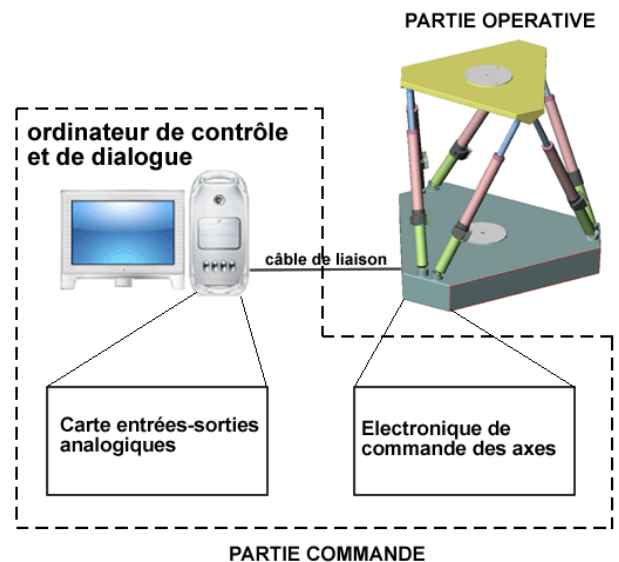 PARTIE OPERATIVE
ordinateur de contrôle
et de dialogue
câble de liaison
Carte entrées-sorties
analogiques
Electronique de
commande des axes
PARTIE COMMANDE